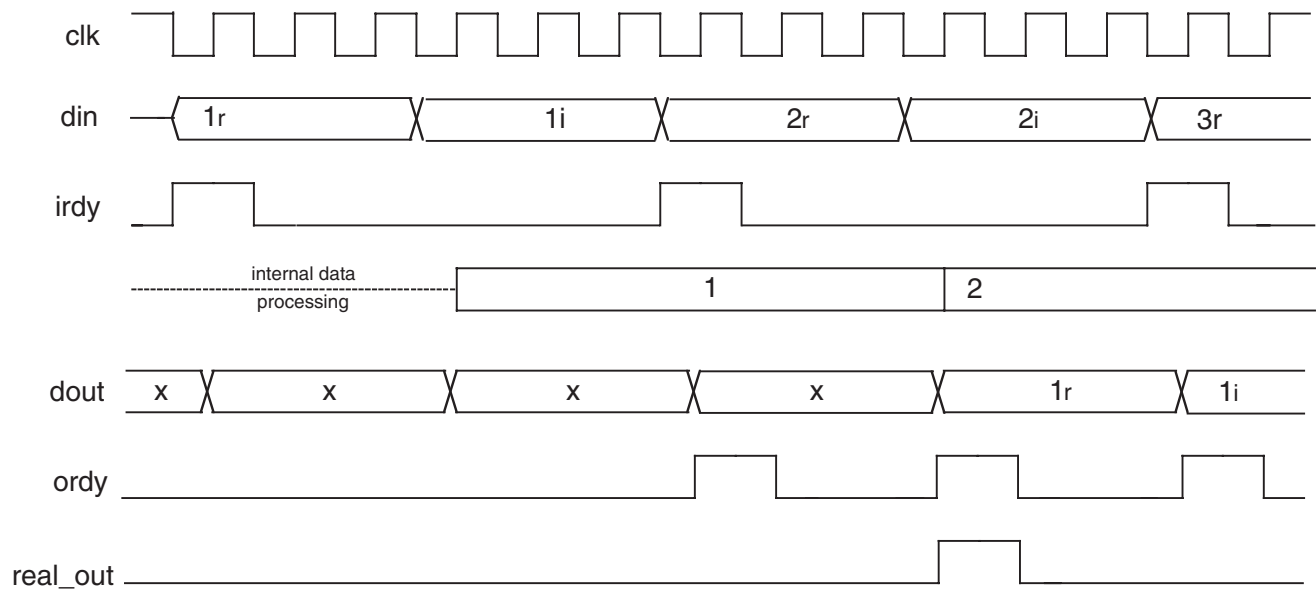 clk
din 1r 1i 2r 2i 3r
irdy
internal data
processing
1 2
dout x x x x 1r 1i
ordy
real_out